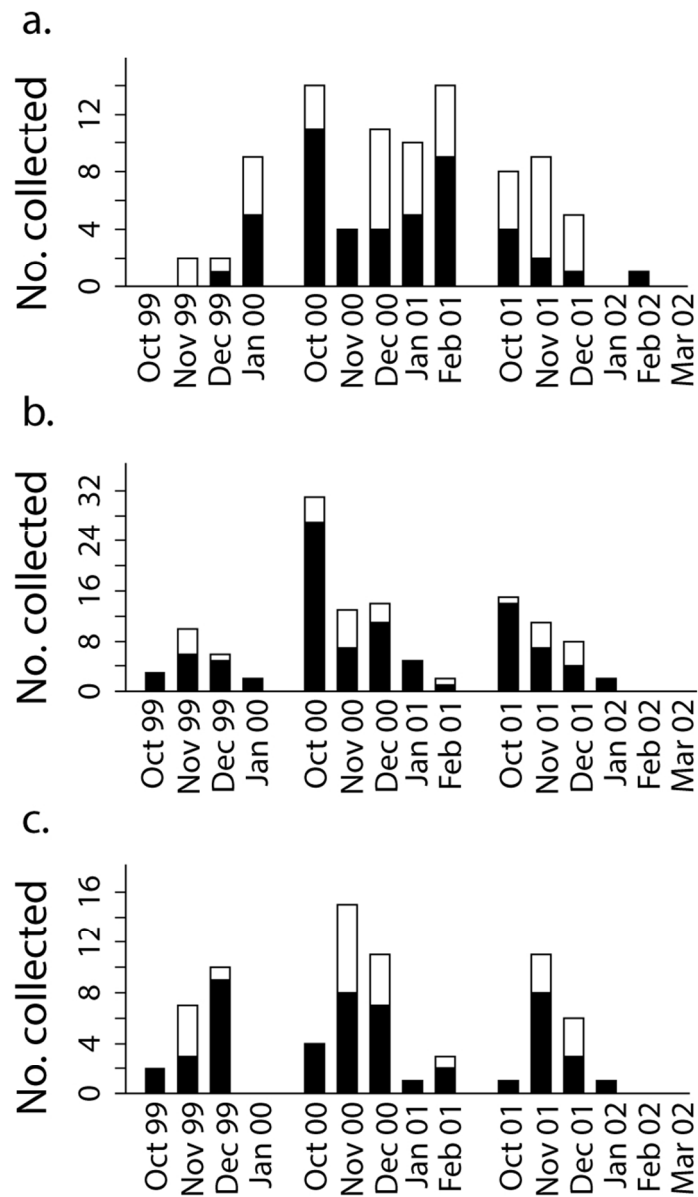 a.
No. collected
12
8
4
0
Oct 99
Nov 99
Dec 99
Jan 00
Oct 00
Nov 00
Dec 00
Jan 01
Feb 01
Oct 01
Nov 01
Dec 01
Jan 02
Feb 02
Mar 02
b.
No. collected
32
24
16
8
0
Oct 99
Nov 99
Dec 99
Jan 00
Oct 00
Nov 00
Dec 00
Jan 01
Feb 01
Oct 01
Nov 01
Dec 01
Jan 02
Feb 02
Mar 02
c.
No. collected
16
12
8
4
0
Oct 99
Nov 99
Dec 99
Jan 00
Oct 00
Nov 00
Dec 00
Jan 01
Feb 01
Oct 01
Nov 01
Dec 01
Jan 02
Feb 02
Mar 02